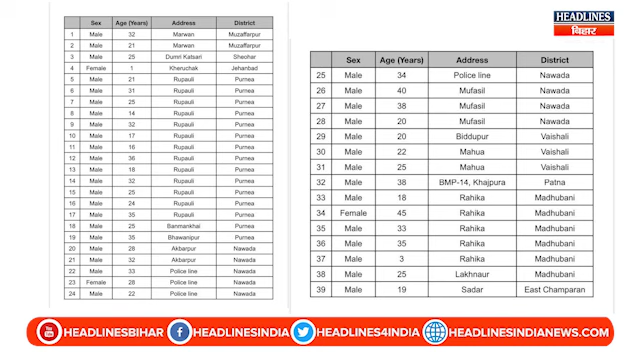 HEADLINES
बिहार
Sex Age (Years) Address District
1 Male 32 Marwan Muzaffarpur
2 Male 21 Marwan Muzaffarpur
3 Male 25 Dumri Katsari Sheohar
4 Female 1 Kheruchak Jehanbad
5 Male 21 Rupauli Purnea
6 Male 31 Rupauli Purnea
7 Male 25 Rupauli Purnea
8 Male 14 Rupauli Purnea
9 Male 32 Rupauli Purnea
10 Male 17 Rupauli Purnea
11 Male 16 Rupauli Purnea
12 Male 36 Rupauli Purnea
13 Male 18 Rupauli Purnea
14 Male 32 Rupauli Purnea
15 Male 25 Rupauli Purnea
16 Male 24 Rupauli Purnea
17 Male 35 Rupauli Purnea
18 Male 25 Banmankhai Purnea
19 Male 35 Bhawanipur Purnea
20 Male 28 Akbarpur Nawada
21 Male 32 Akbarpur Nawada
22 Male 33 Police line Nawada
23 Female 28 Police line Nawada
24 Male 22 Police line Nawada
Sex Age (Years) Address District
25 Male 34 Police line Nawada
26 Male 40 Mufasil Nawada
27 Male 38 Mufasil Nawada
28 Male 20 Mufasil Nawada
29 Male 20 Biddupur Vaishali
30 Male 22 Mahua Vaishali
31 Male 25 Mahua Vaishali
32 Male 38 BMP-14, Khajpura Patna
33 Male 18 Rahika Madhubani
34 Female 45 Rahika Madhubani
35 Male 33 Rahika Madhubani
36 Male 35 Rahika Madhubani
37 Male 3 Rahika Madhubani
38 Male 25 Lakhnaur Madhubani
39 Male 19 Sadar East Champaran
HEADLINESBIHAR HEADLINESINDIA HEADLINES4INDIA HEADLINESINDIANEWS.COM